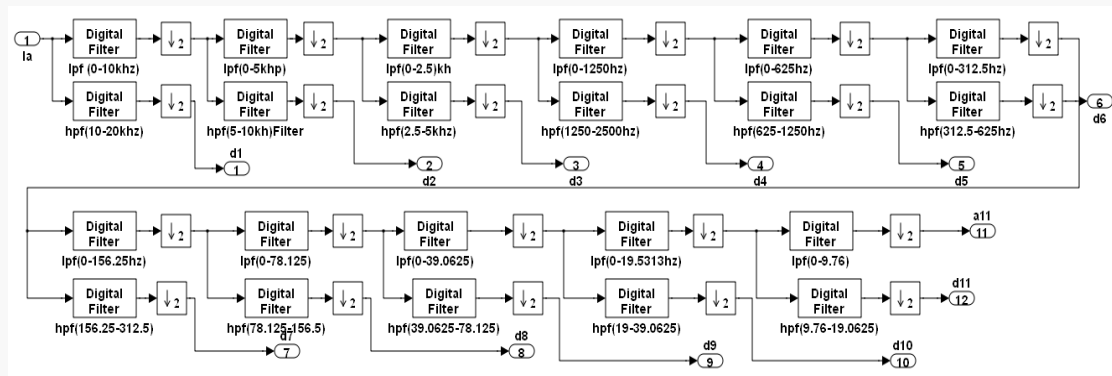 Digital Filter ↓2 Digital Filter ↓2 Digital Filter ↓2 Digital Filter ↓2 Digital Filter ↓2 Digital Filter ↓2
1
Ia
lpf (0-10khz) lpf(0-5khp) lpf(0-2.5)kh lpf(0-1250hz) lpf(0-625hz) lpf(0-312.5hz)
Digital Filter ↓2 Digital Filter ↓2 Digital Filter ↓2 Digital Filter ↓2 Digital Filter ↓2 Digital Filter ↓2
6
d6
hpf(10-20khz) hpf(5-10kh)Filter hpf(2.5-5khz) hpf(1250-2500hz) hpf(625-1250hz) hpf(312.5-625hz)
d1
1 2 3 4 5
d2 d3 d4 d5
Digital Filter ↓2 Digital Filter ↓2 Digital Filter ↓2 Digital Filter ↓2 Digital Filter ↓2
a11
11
lpf(0-156.25hz) lpf(0-78.125) lpf(0-39.0625) lpf(0-19.5313hz) lpf(0-9.76)
Digital Filter ↓2 Digital Filter ↓2 Digital Filter ↓2 Digital Filter ↓2 Digital Filter ↓2
d11
12
hpf(156.25-312.5) hpf(78.125-156.5) hpf(39.0625-78.125) hpf(19-39.0625) hpf(9.76-19.0625)
d7 d8 d9 d10
7 8 9 10